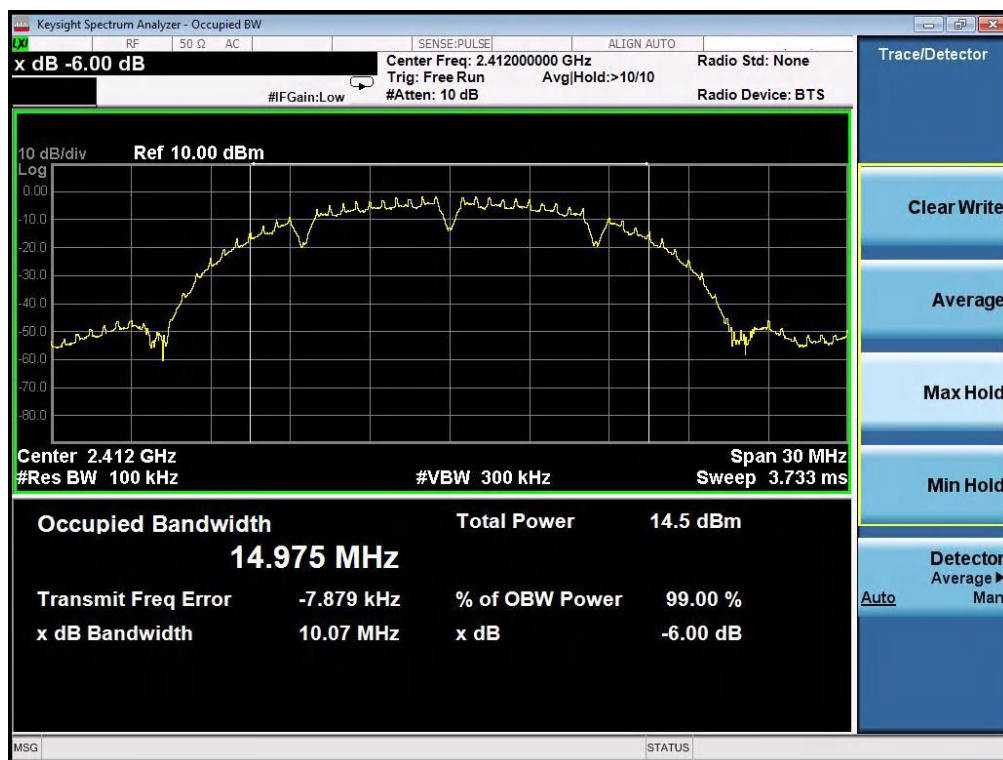 Keysight Spectrum Analyzer - Occupied BW
LXI RF 50 Ω AC SENSE:PULSE ALIGN AUTO
x dB -6.00 dB
Center Freq: 2.412000000 GHz Radio Std: None
Trig: Free Run Avg|Hold:>10/10
#IFGain:Low #Atten: 10 dB Radio Device: BTS
10 dB/div Ref 10.00 dBm
Log
0.00
-10.0
-20.0
-30.0
-40.0
-50.0
-60.0
-70.0
-80.0
Center 2.412 GHz Span 30 MHz
#Res BW 100 kHz #VBW 300 kHz Sweep 3.733 ms
Occupied Bandwidth Total Power 14.5 dBm
14.975 MHz
Transmit Freq Error -7.879 kHz % of OBW Power 99.00 %
x dB Bandwidth 10.07 MHz x dB -6.00 dB
MSG STATUS
Trace/Detector
Clear Write
Average
Max Hold
Min Hold
Detector
Average
Auto Man